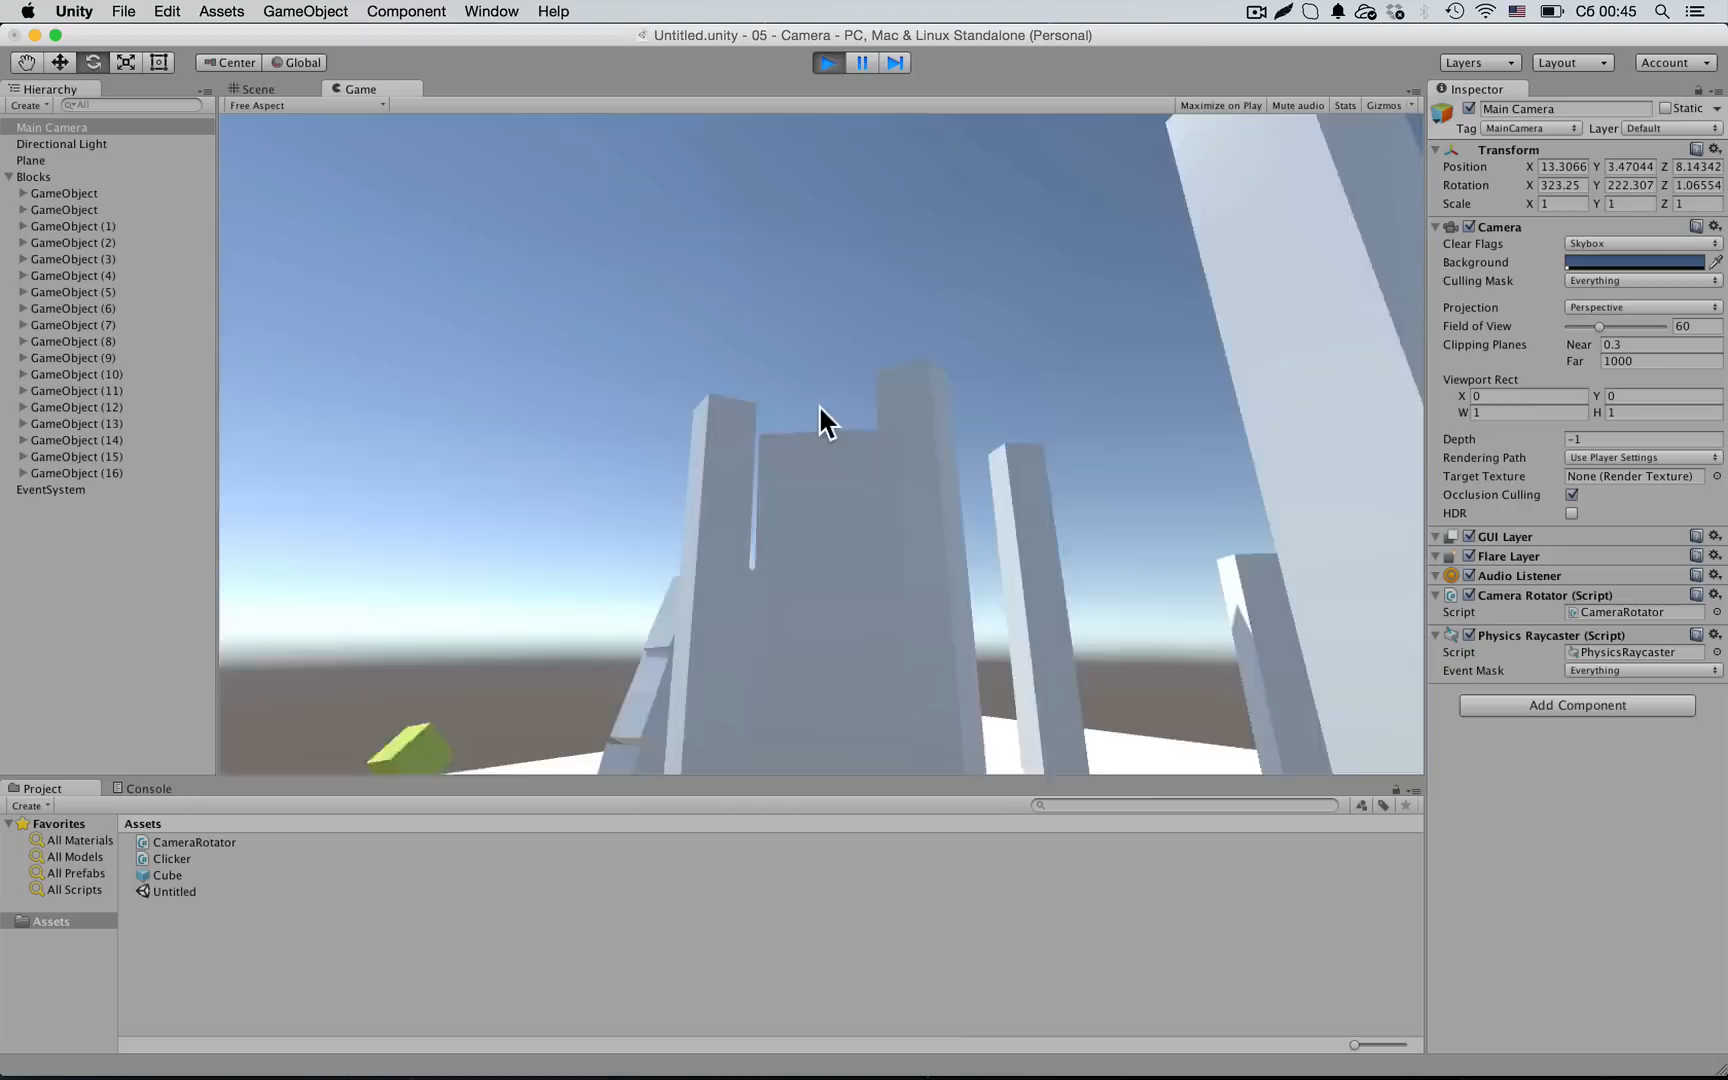 Unity File Edit Assets GameObject Component Window Help Сб 00:45
Untitled.unity - 05 - Camera - PC, Mac & Linux Standalone (Personal)
Center Global Layers Layout Account
Hierarchy
Create All
Main Camera
Directional Light
Plane
Blocks
GameObject
GameObject
GameObject (1)
GameObject (2)
GameObject (3)
GameObject (4)
GameObject (5)
GameObject (6)
GameObject (7)
GameObject (8)
GameObject (9)
GameObject (10)
GameObject (11)
GameObject (12)
GameObject (13)
GameObject (14)
GameObject (15)
GameObject (16)
EventSystem
Scene Game
Free Aspect Maximize on Play Mute audio Stats Gizmos
Inspector
Main Camera Static
Tag MainCamera Layer Default
Transform
Position X 13.3066 Y 3.47044 Z 8.14342
Rotation X 323.25 Y 222.307 Z 1.06554
Scale X 1 Y 1 Z 1
Camera
Clear Flags Skybox
Background
Culling Mask Everything
Projection Perspective
Field of View 60
Clipping Planes Near 0.3
Far 1000
Viewport Rect
X 0 Y 0
W 1 H 1
Depth -1
Rendering Path Use Player Settings
Target Texture None (Render Texture)
Occlusion Culling
HDR
GUI Layer
Flare Layer
Audio Listener
Camera Rotator (Script)
Script CameraRotator
Physics Raycaster (Script)
Script PhysicsRaycaster
Event Mask Everything
Add Component
Project Console
Create
Favorites
All Materials
All Models
All Prefabs
All Scripts
Assets
Assets
CameraRotator
Clicker
Cube
Untitled